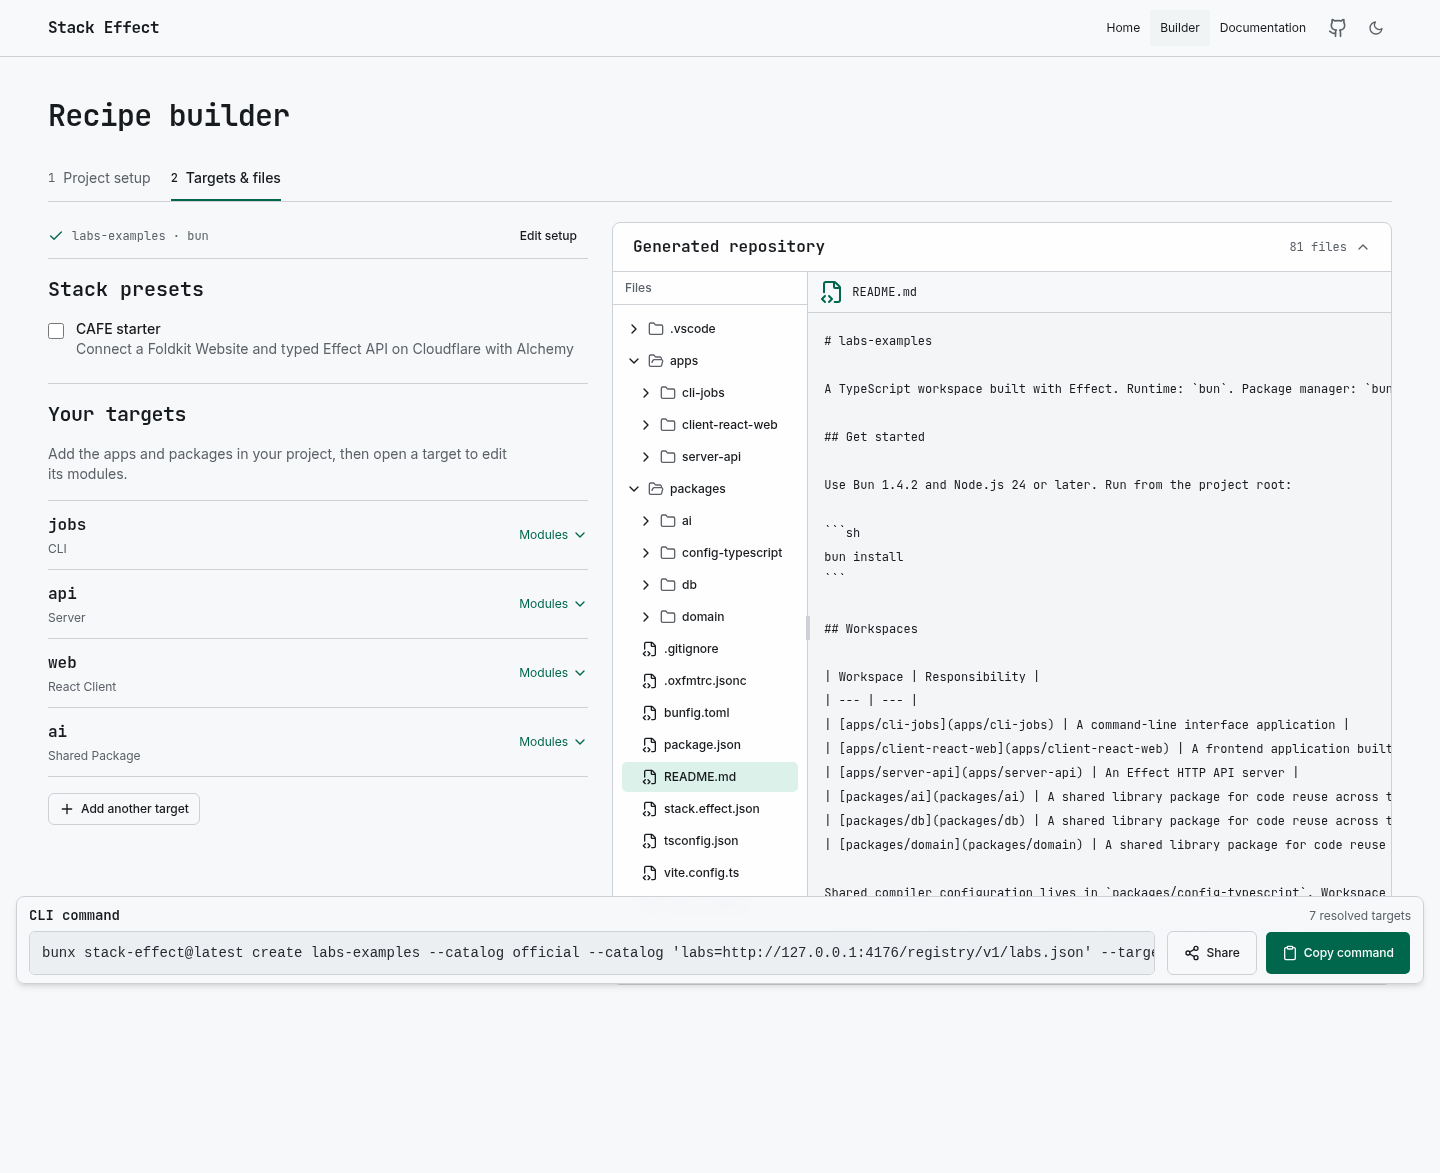 Stack Effect
Home
Builder
Documentation
Recipe builder
1 Project setup
2 Targets & files
labs-examples · bun
Edit setup
Stack presets
CAFE starter
Connect a Foldkit Website and typed Effect API on Cloudflare with Alchemy
Your targets
Add the apps and packages in your project, then open a target to edit
its modules.
jobs
CLI
Modules
api
Server
Modules
web
React Client
Modules
ai
Shared Package
Modules
Add another target
Generated repository
81 files
Files
.vscode
apps
cli-jobs
client-react-web
server-api
packages
ai
config-typescript
db
domain
.gitignore
.oxfmtrc.jsonc
bunfig.toml
package.json
README.md
stack.effect.json
tsconfig.json
vite.config.ts
README.md
# labs-examples
A TypeScript workspace built with Effect. Runtime: `bun`. Package manager: `bun
## Get started
Use Bun 1.4.2 and Node.js 24 or later. Run from the project root:
```sh
bun install
```
## Workspaces
| Workspace | Responsibility |
| --- | --- |
| [apps/cli-jobs](apps/cli-jobs) | A command-line interface application |
| [apps/client-react-web](apps/client-react-web) | A frontend application built
| [apps/server-api](apps/server-api) | An Effect HTTP API server |
| [packages/ai](packages/ai) | A shared library package for code reuse across t
| [packages/db](packages/db) | A shared library package for code reuse across t
| [packages/domain](packages/domain) | A shared library package for code reuse
Shared compiler configuration lives in `packages/config-typescript`. Workspace
CLI command
7 resolved targets
bunx stack-effect@latest create labs-examples --catalog official --catalog 'labs=http://127.0.0.1:4176/registry/v1/labs.json' --targe
Share
Copy command